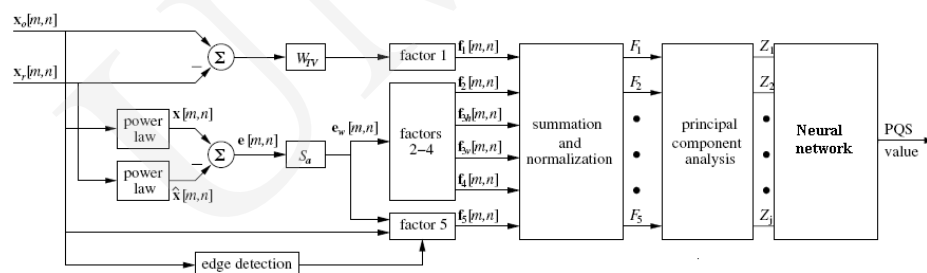 x_o[m,n]
x_r[m,n]
Σ
−
W_TV
factor 1
f_1[m,n]
power
law
x[m,n]
power
law
x̂[m,n]
Σ
−
e[m,n]
S_a
e_w[m,n]
factors
2−4
f_2[m,n]
f_3h[m,n]
f_3v[m,n]
f_4[m,n]
factor 5
f_5[m,n]
edge detection
summation
and
normalization
F_1
F_2
F_5
principal
component
analysis
Z_1
Z_2
Z_j
Neural
network
PQS
value